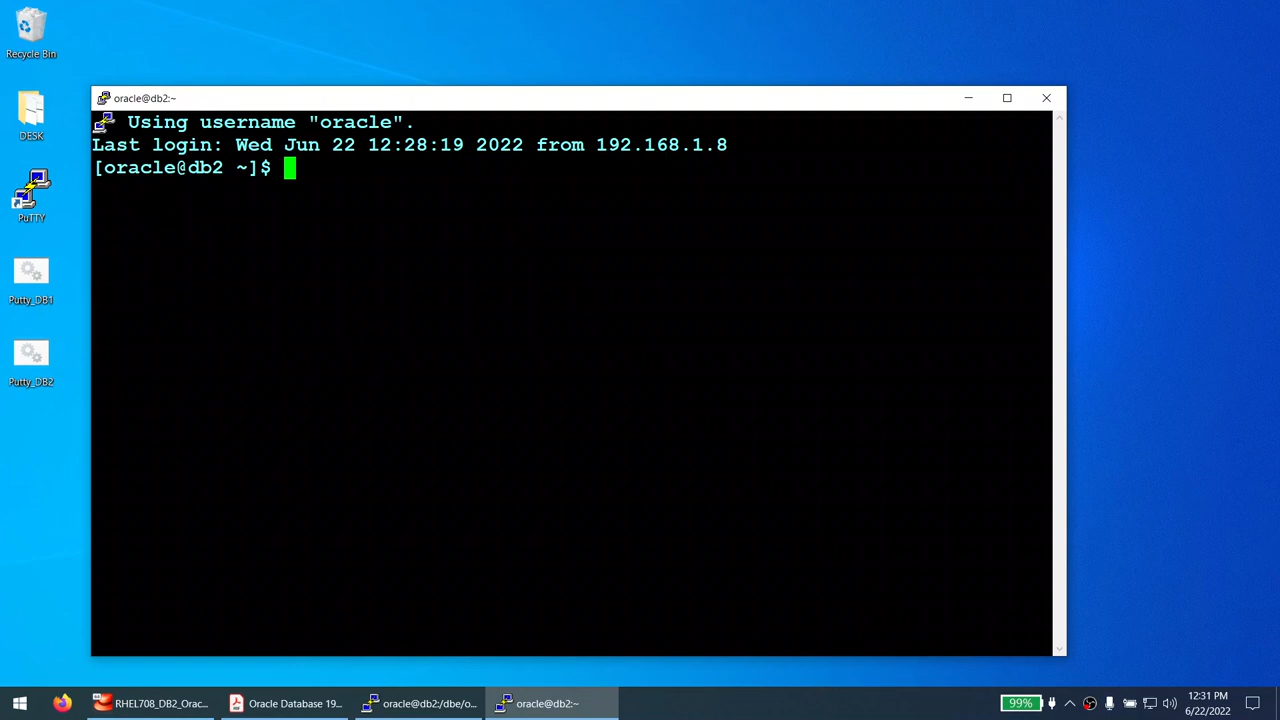 Recycle Bin
DESK
PuTTY
Putty_DB1
Putty_DB2
oracle@db2:~
Using username "oracle".
Last login: Wed Jun 22 12:28:19 2022 from 192.168.1.8
[oracle@db2 ~]$
RHEL708_DB2_Orac...
Oracle Database 19...
oracle@db2:/dbe/o...
oracle@db2:~
99%
12:31 PM
6/22/2022